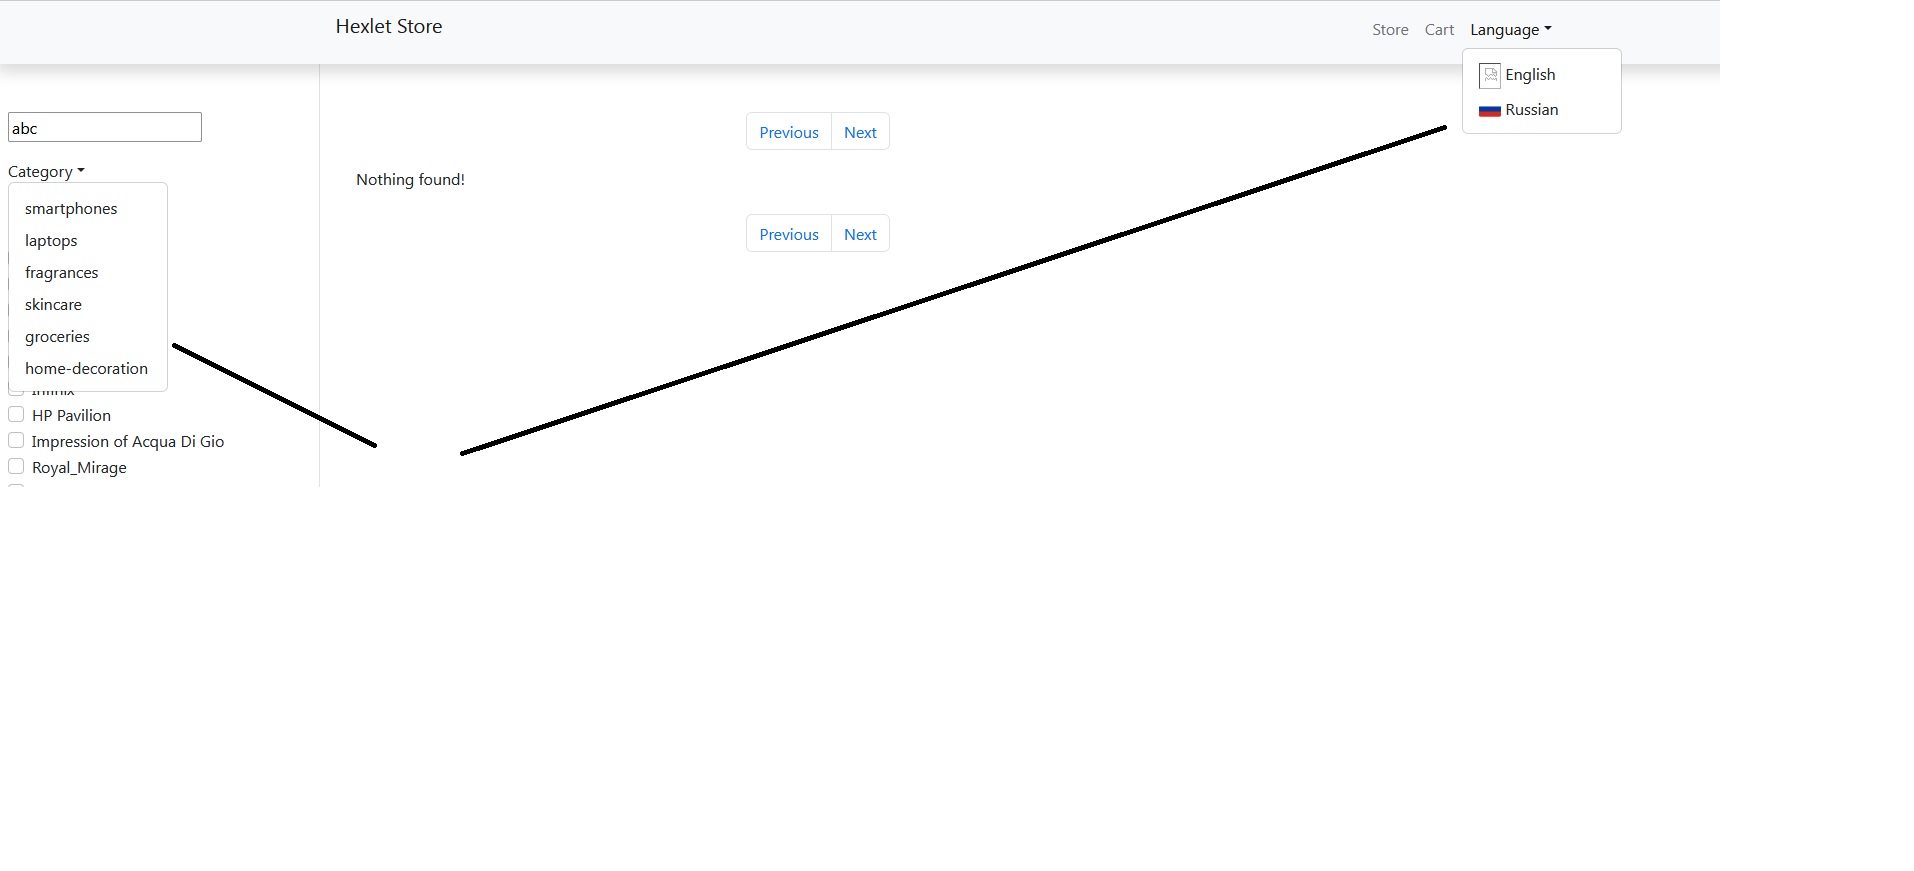 Hexlet Store
Store Cart Language
English
Russian
abc
Category
smartphones
laptops
fragrances
skincare
groceries
home-decoration
Infinix
HP Pavilion
Impression of Acqua Di Gio
Royal_Mirage
Previous Next
Nothing found!
Previous Next